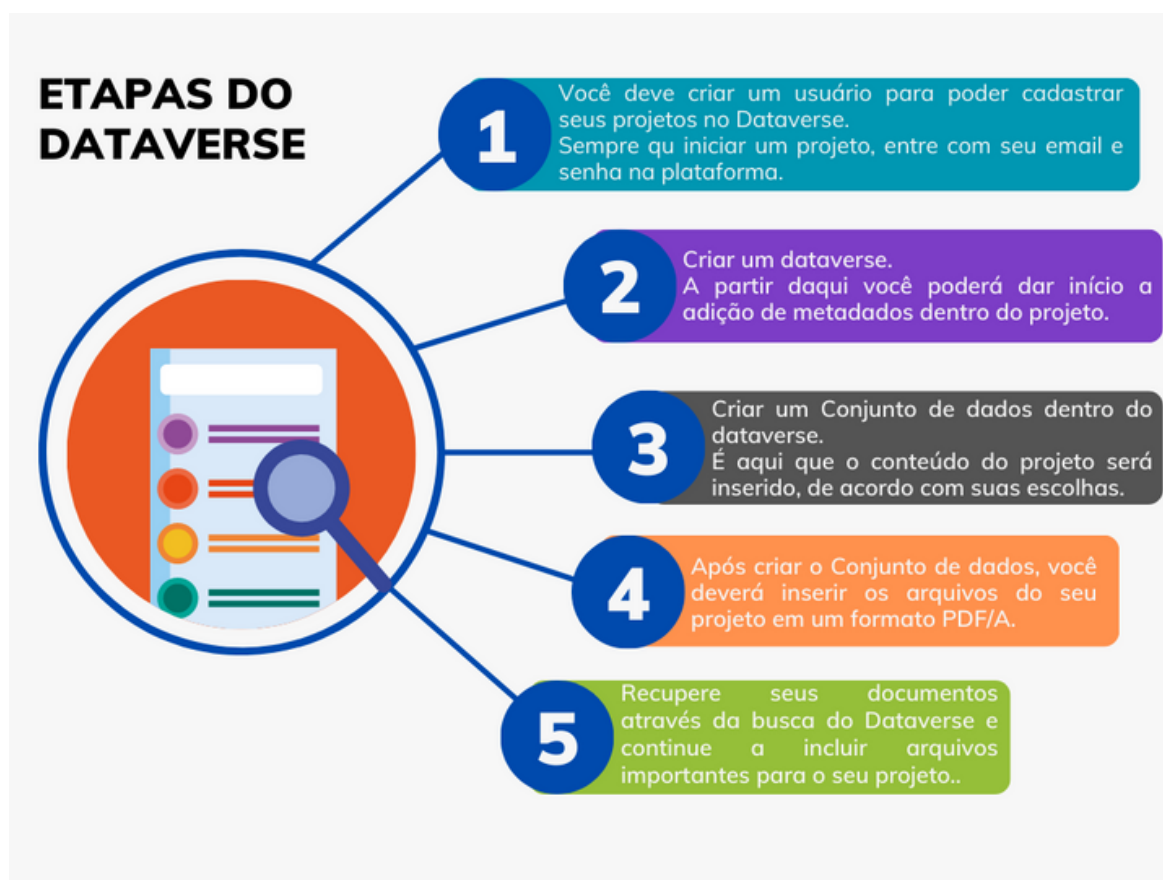 ETAPAS DO
DATAVERSE
1
Você deve criar um usuário para poder cadastrar
seus projetos no Dataverse.
Sempre qu iniciar um projeto, entre com seu email e
senha na plataforma.
2
Criar um dataverse.
A partir daqui você poderá dar início a
adição de metadados dentro do projeto.
3
Criar um Conjunto de dados dentro do
dataverse.
É aqui que o conteúdo do projeto será
inserido, de acordo com suas escolhas.
4
Após criar o Conjunto de dados, você
deverá inserir os arquivos do seu
projeto em um formato PDF/A.
5
Recupere seus documentos
através da busca do Dataverse e
continue a incluir arquivos
importantes para o seu projeto..